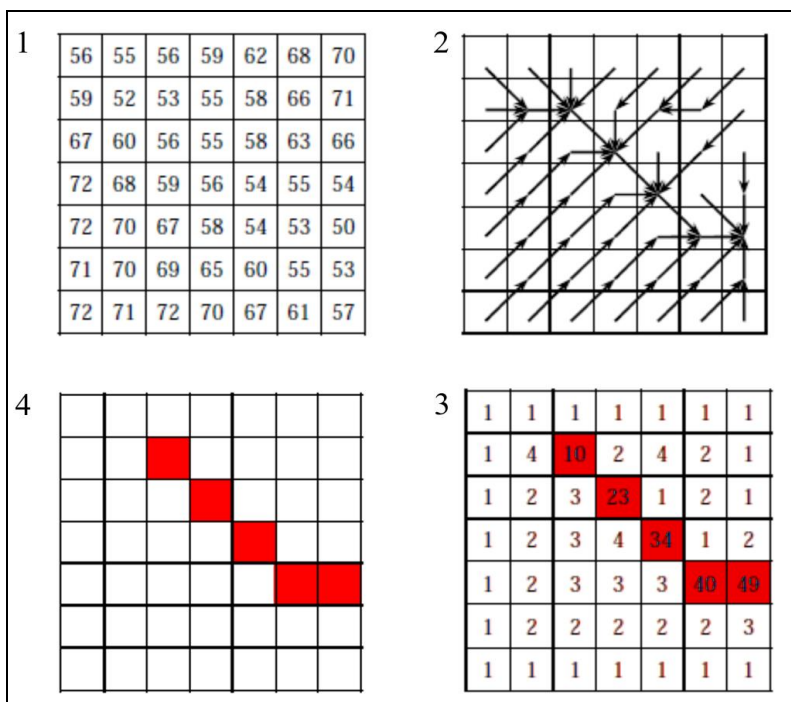 1
56 55 56 59 62 68 70
59 52 53 55 58 66 71
67 60 56 55 58 63 66
72 68 59 56 54 55 54
72 70 67 58 54 53 50
71 70 69 65 60 55 53
72 71 72 70 67 61 57
2
4
3
1 1 1 1 1 1 1
1 4 10 2 4 2 1
1 2 3 23 1 2 1
1 2 3 4 34 1 2
1 2 3 3 3 40 49
1 2 2 2 2 2 3
1 1 1 1 1 1 1